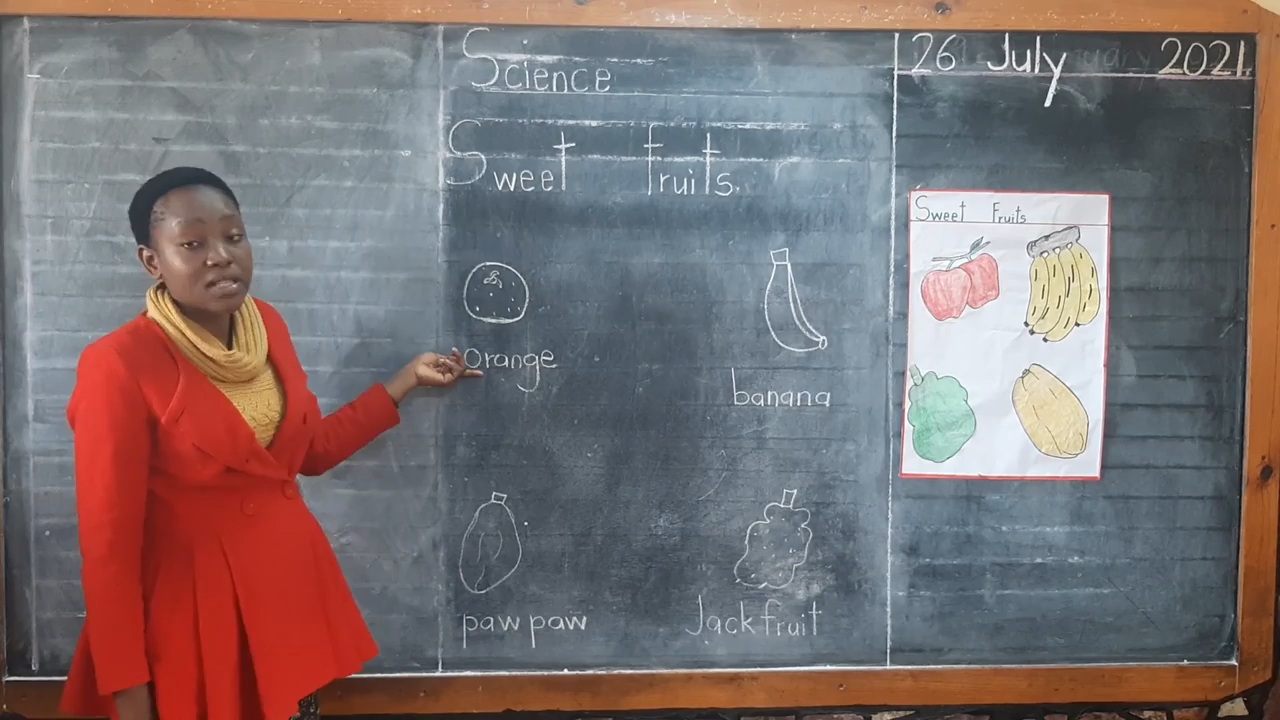 Science
Sweet fruits.
orange
banana
paw paw
Jackfruit
26 July 2021
Sweet Fruits